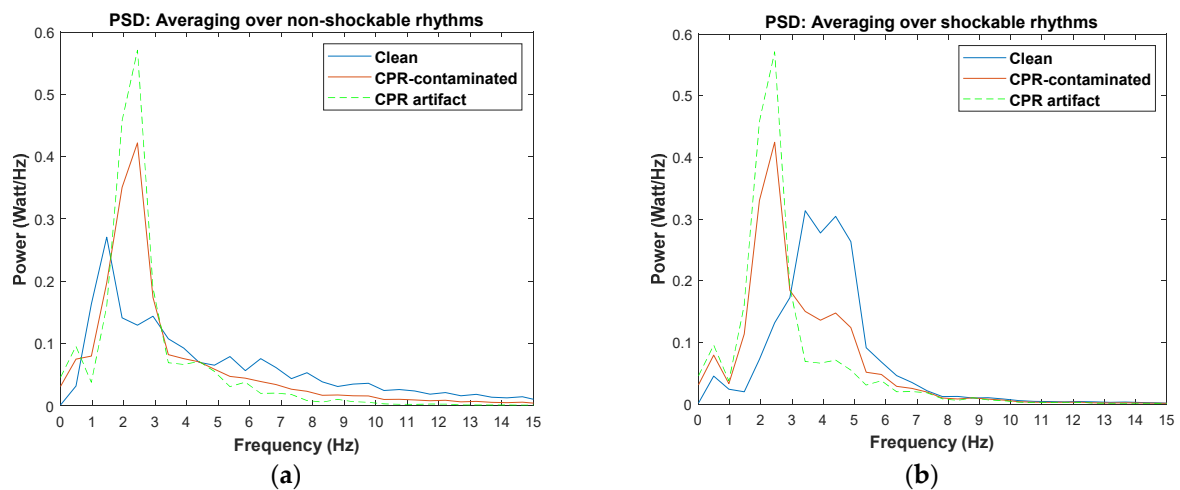 PSD: Averaging over non-shockable rhythms
Power (Watt/Hz)
0.6
0.5
0.4
0.3
0.2
0.1
0
Clean
CPR-contaminated
CPR artifact
0 1 2 3 4 5 6 7 8 9 10 11 12 13 14 15
Frequency (Hz)
(a)
PSD: Averaging over shockable rhythms
Power (Watt/Hz)
0.6
0.5
0.4
0.3
0.2
0.1
0
Clean
CPR-contaminated
CPR artifact
0 1 2 3 4 5 6 7 8 9 10 11 12 13 14 15
Frequency (Hz)
(b)